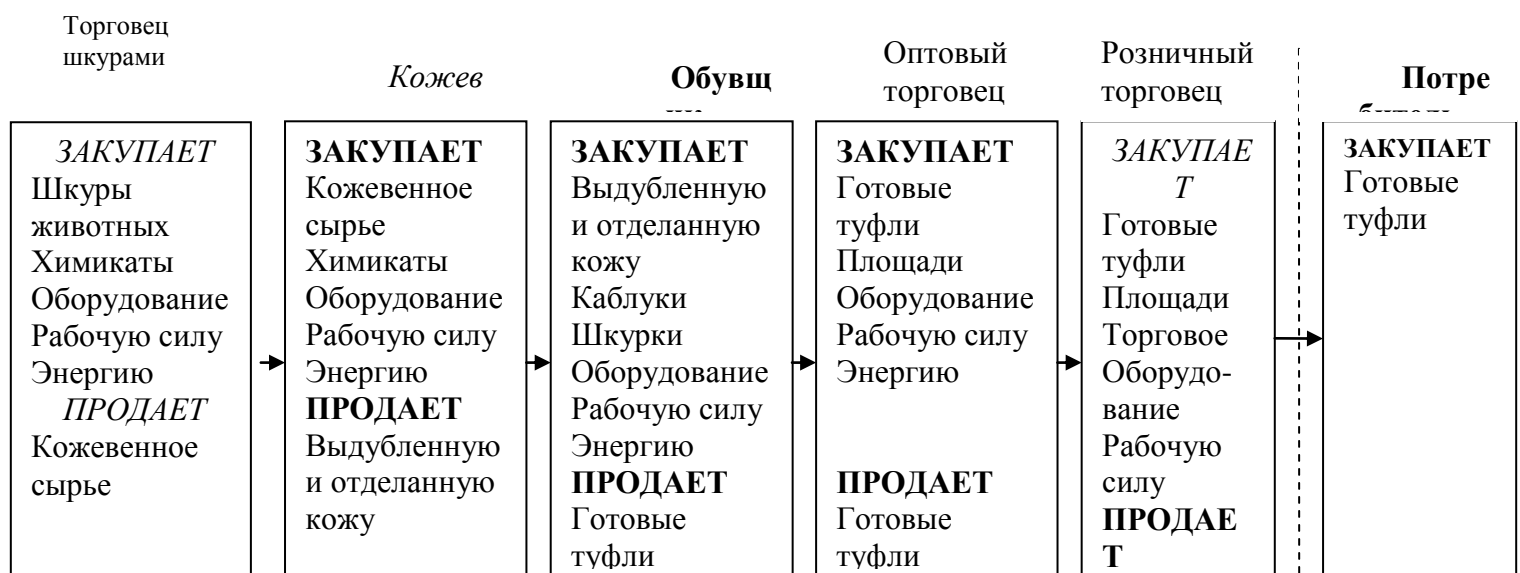 Торговец
шкурами
Кожев
Обувщ
Оптовый
торговец
Розничный
торговец
Потре
ЗАКУПАЕТ
Шкуры
животных
Химикаты
Оборудование
Рабочую силу
Энергию
ПРОДАЕТ
Кожевенное
сырье
ЗАКУПАЕТ
Кожевенное
сырье
Химикаты
Оборудование
Рабочую силу
Энергию
ПРОДАЕТ
Выдубленную
и отделанную
кожу
ЗАКУПАЕТ
Выдубленную
и отделанную
кожу
Каблуки
Шкурки
Оборудование
Рабочую силу
Энергию
ПРОДАЕТ
Готовые
туфли
ЗАКУПАЕТ
Готовые
туфли
Площади
Оборудование
Рабочую силу
Энергию
ПРОДАЕТ
Готовые
туфли
ЗАКУПАЕ
Т
Готовые
туфли
Площади
Торговое
Оборудо-
вание
Рабочую
силу
ПРОДАЕ
Т
ЗАКУПАЕТ
Готовые
туфли